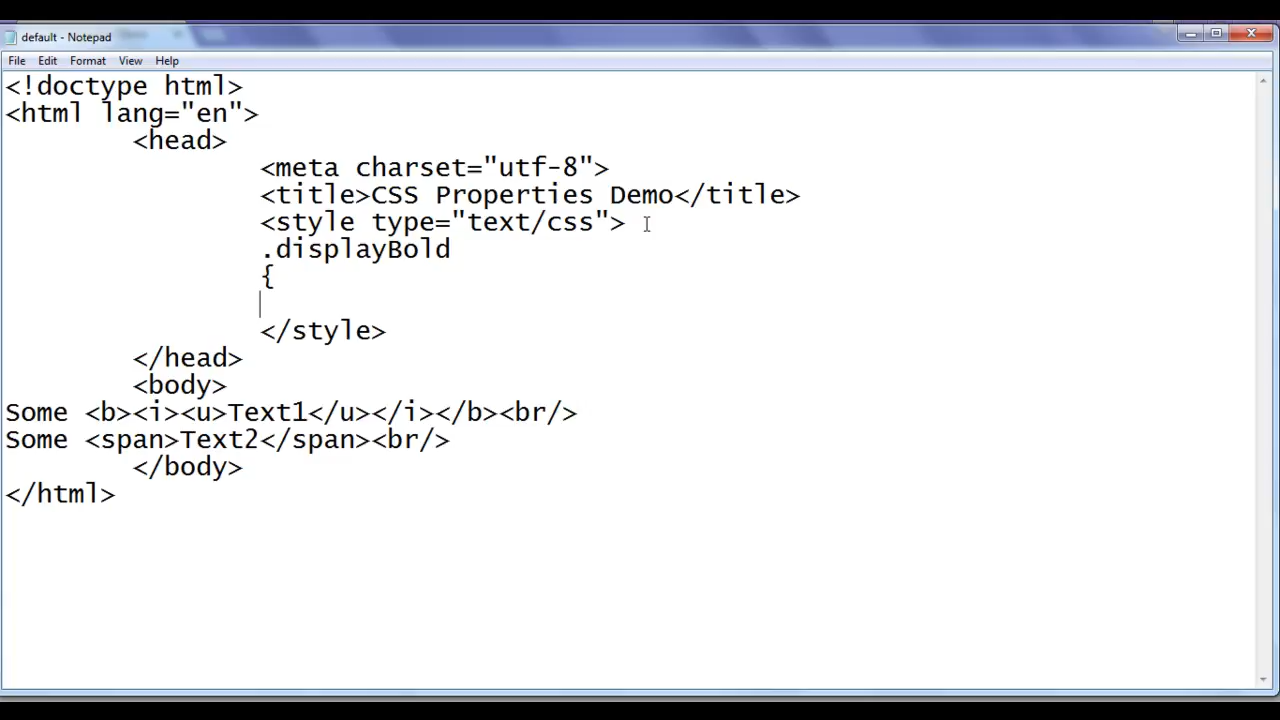 default - Notepad
File Edit Format View Help
<!doctype html>
<html lang="en">
<head>
<meta charset="utf-8">
<title>CSS Properties Demo</title>
<style type="text/css">
.displayBold
{
</style>
</head>
<body>
Some <b><i><u>Text1</u></i></b><br/>
Some <span>Text2</span><br/>
</body>
</html>